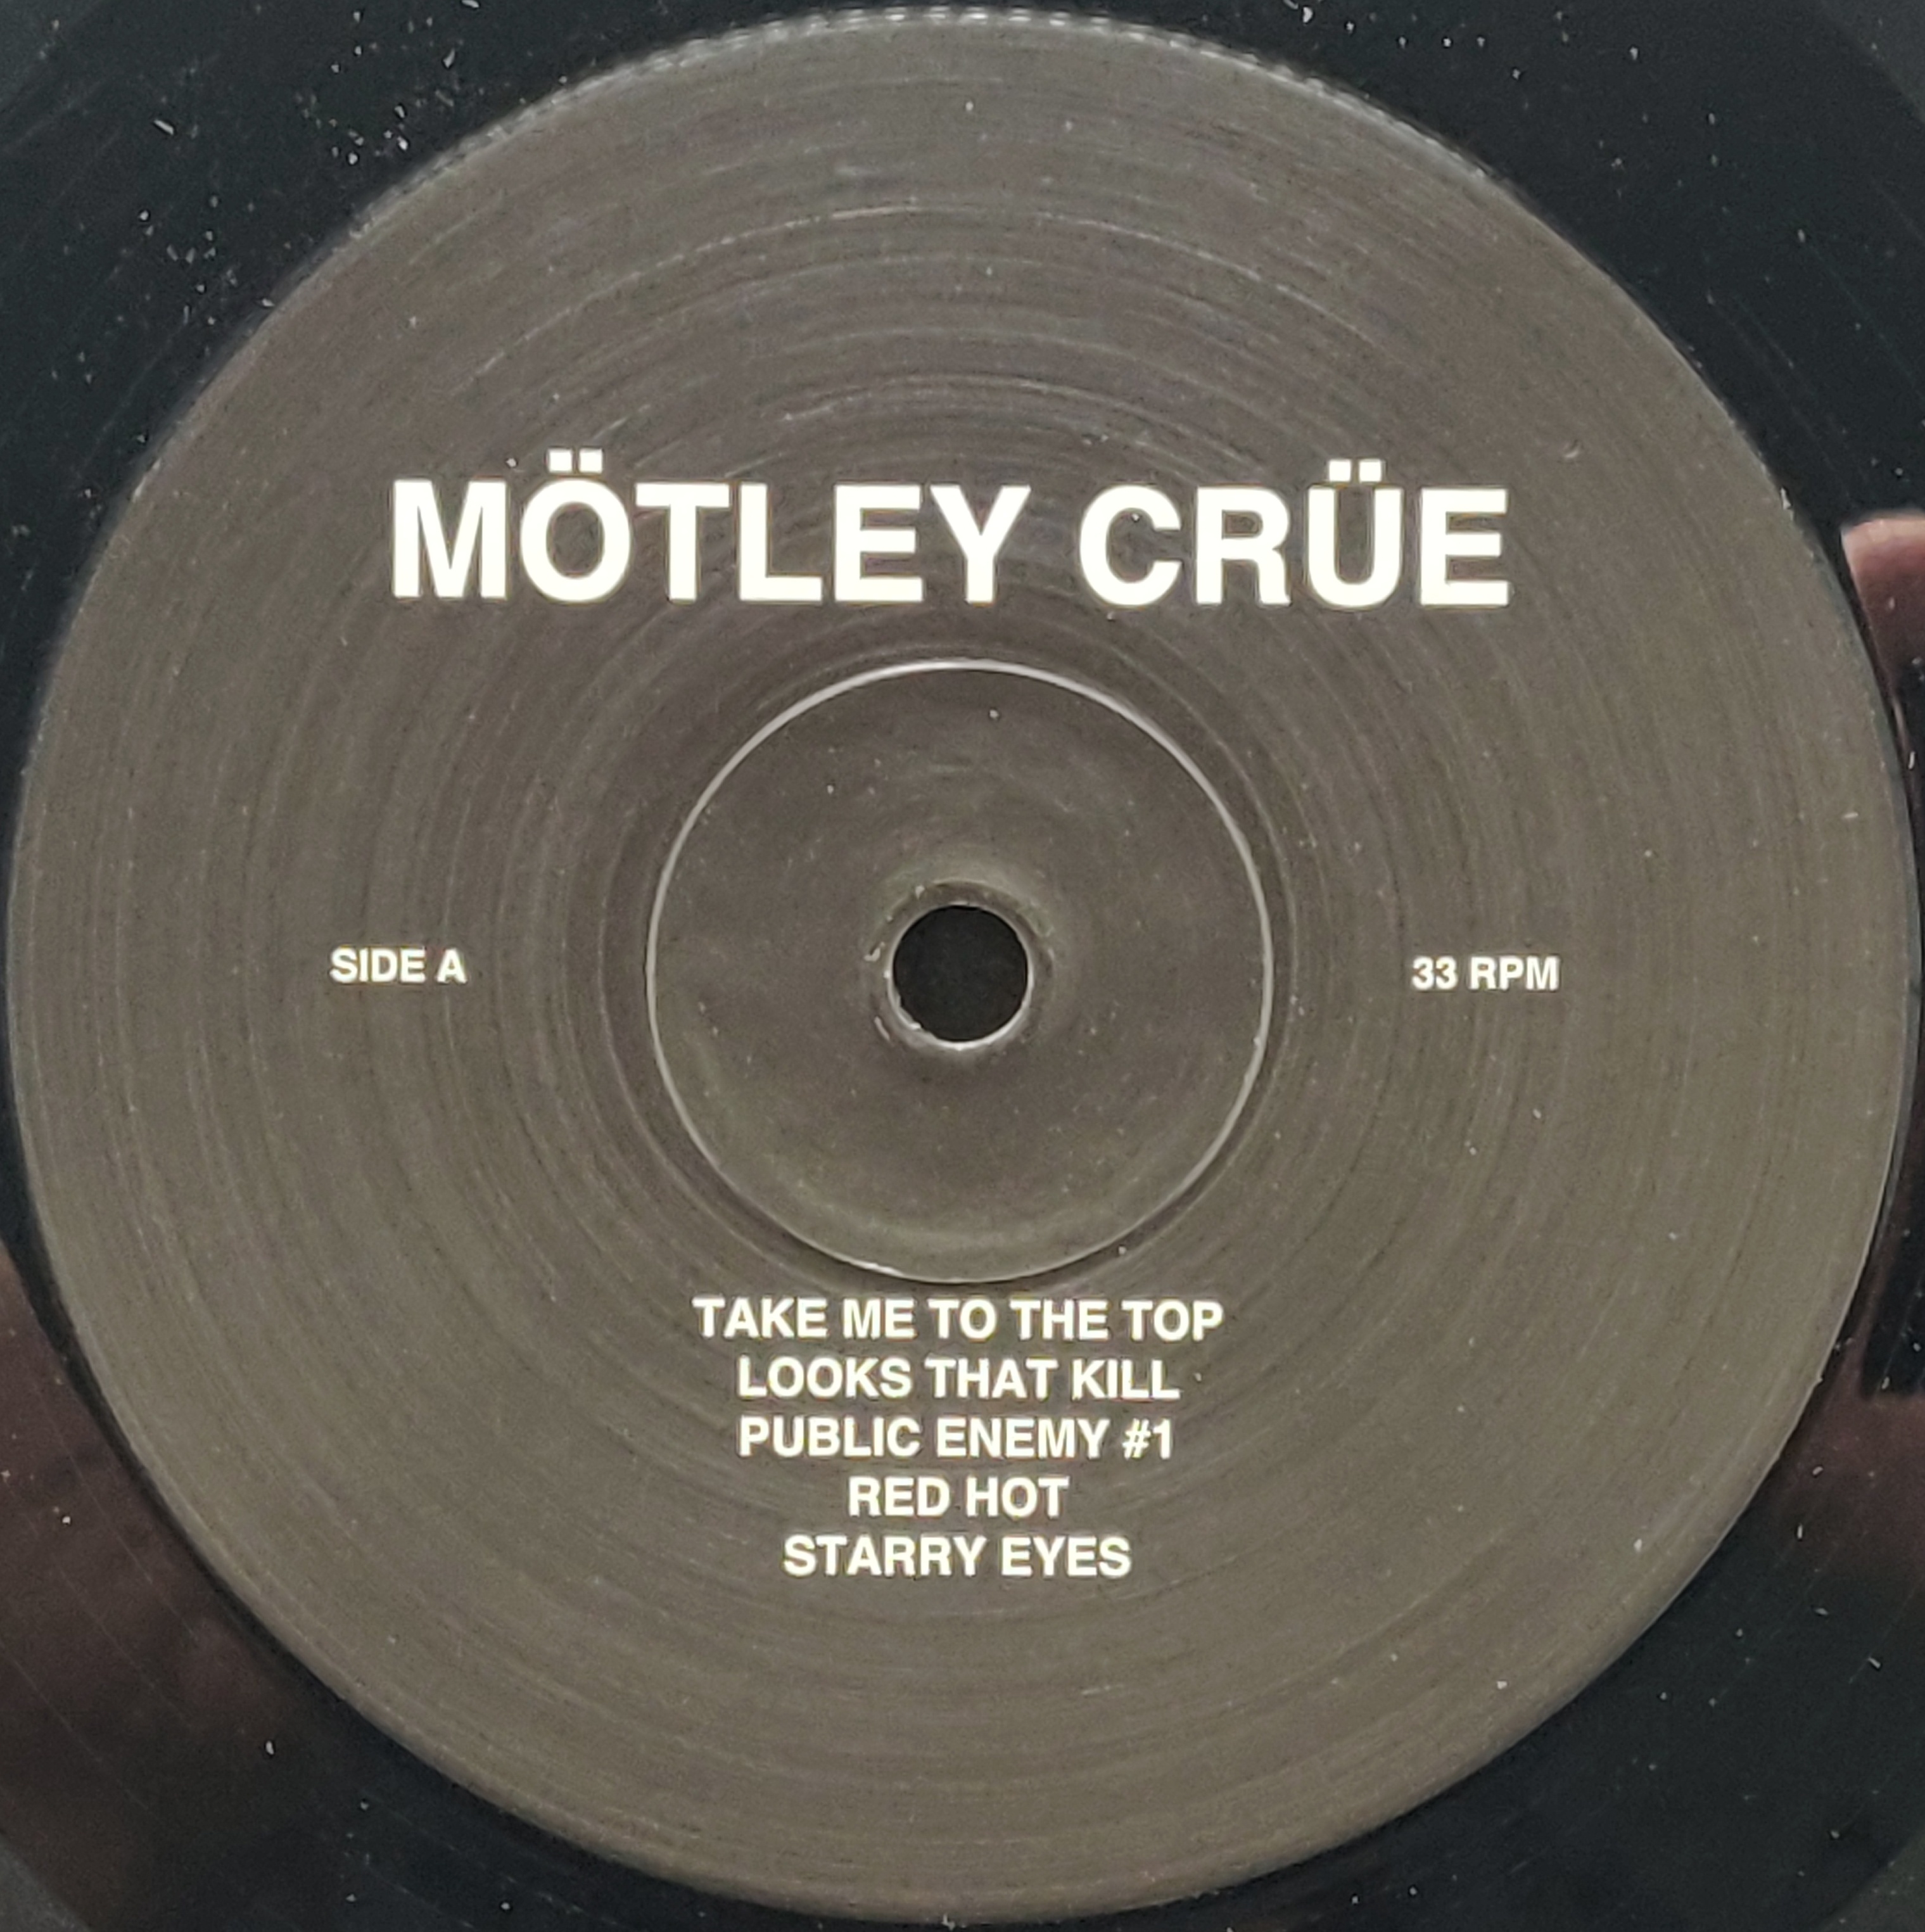 MÖTLEY CRÜE
SIDE A
33 RPM
TAKE ME TO THE TOP
LOOKS THAT KILL
PUBLIC ENEMY #1
RED HOT
STARRY EYES